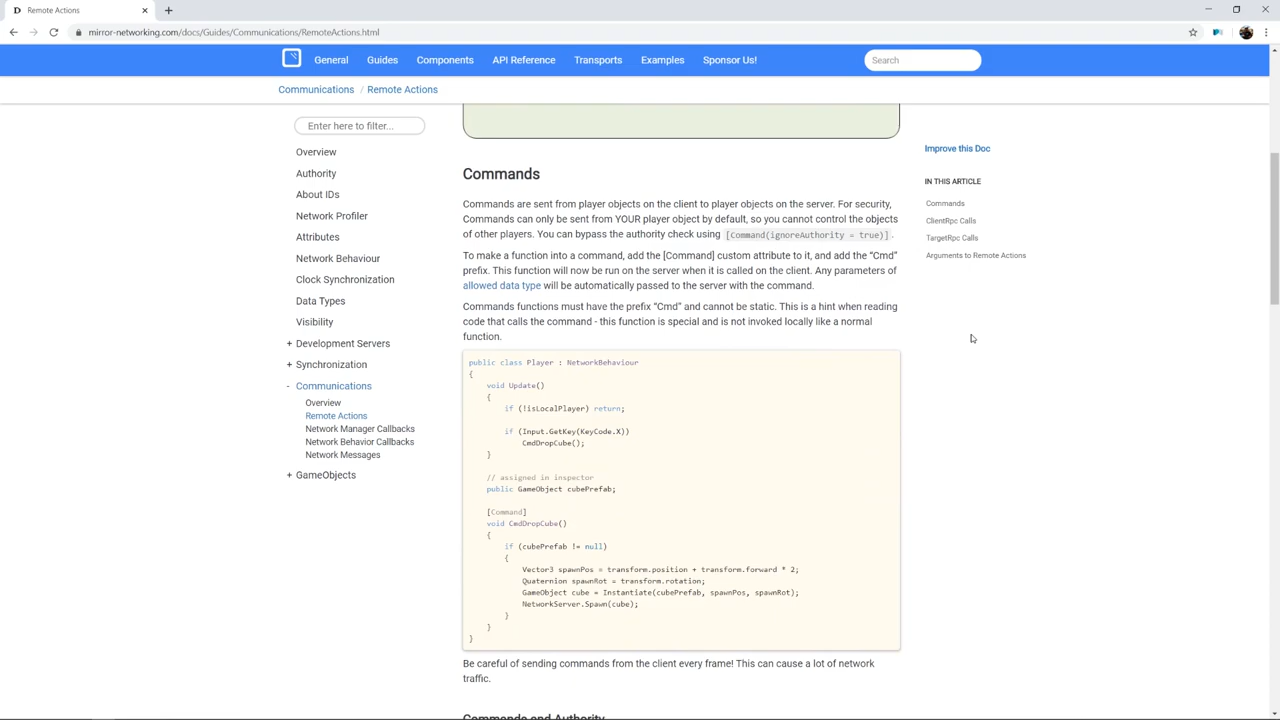 Remote Actions
mirror-networking.com/docs/Guides/Communications/RemoteActions.html
General Guides Components API Reference Transports Examples Sponsor Us! Search
Communications / Remote Actions
Enter here to filter...
Overview
Authority
About IDs
Network Profiler
Attributes
Network Behaviour
Clock Synchronization
Data Types
Visibility
+ Development Servers
+ Synchronization
- Communications
Overview
Remote Actions
Network Manager Callbacks
Network Behavior Callbacks
Network Messages
+ GameObjects
Commands
Commands are sent from player objects on the client to player objects on the server. For security,
Commands can only be sent from YOUR player object by default, so you cannot control the objects
of other players. You can bypass the authority check using [Command(ignoreAuthority = true)].
To make a function into a command, add the [Command] custom attribute to it, and add the “Cmd”
prefix. This function will now be run on the server when it is called on the client. Any parameters of
allowed data type will be automatically passed to the server with the command.
Commands functions must have the prefix “Cmd” and cannot be static. This is a hint when reading
code that calls the command - this function is special and is not invoked locally like a normal
function.
public class Player : NetworkBehaviour
{
void Update()
{
if (!isLocalPlayer) return;
if (Input.GetKey(KeyCode.X))
CmdDropCube();
}
// assigned in inspector
public GameObject cubePrefab;
[Command]
void CmdDropCube()
{
if (cubePrefab != null)
{
Vector3 spawnPos = transform.position + transform.forward * 2;
Quaternion spawnRot = transform.rotation;
GameObject cube = Instantiate(cubePrefab, spawnPos, spawnRot);
NetworkServer.Spawn(cube);
}
}
}
Be careful of sending commands from the client every frame! This can cause a lot of network
traffic.
Commands and Authority
Improve this Doc
IN THIS ARTICLE
Commands
ClientRpc Calls
TargetRpc Calls
Arguments to Remote Actions